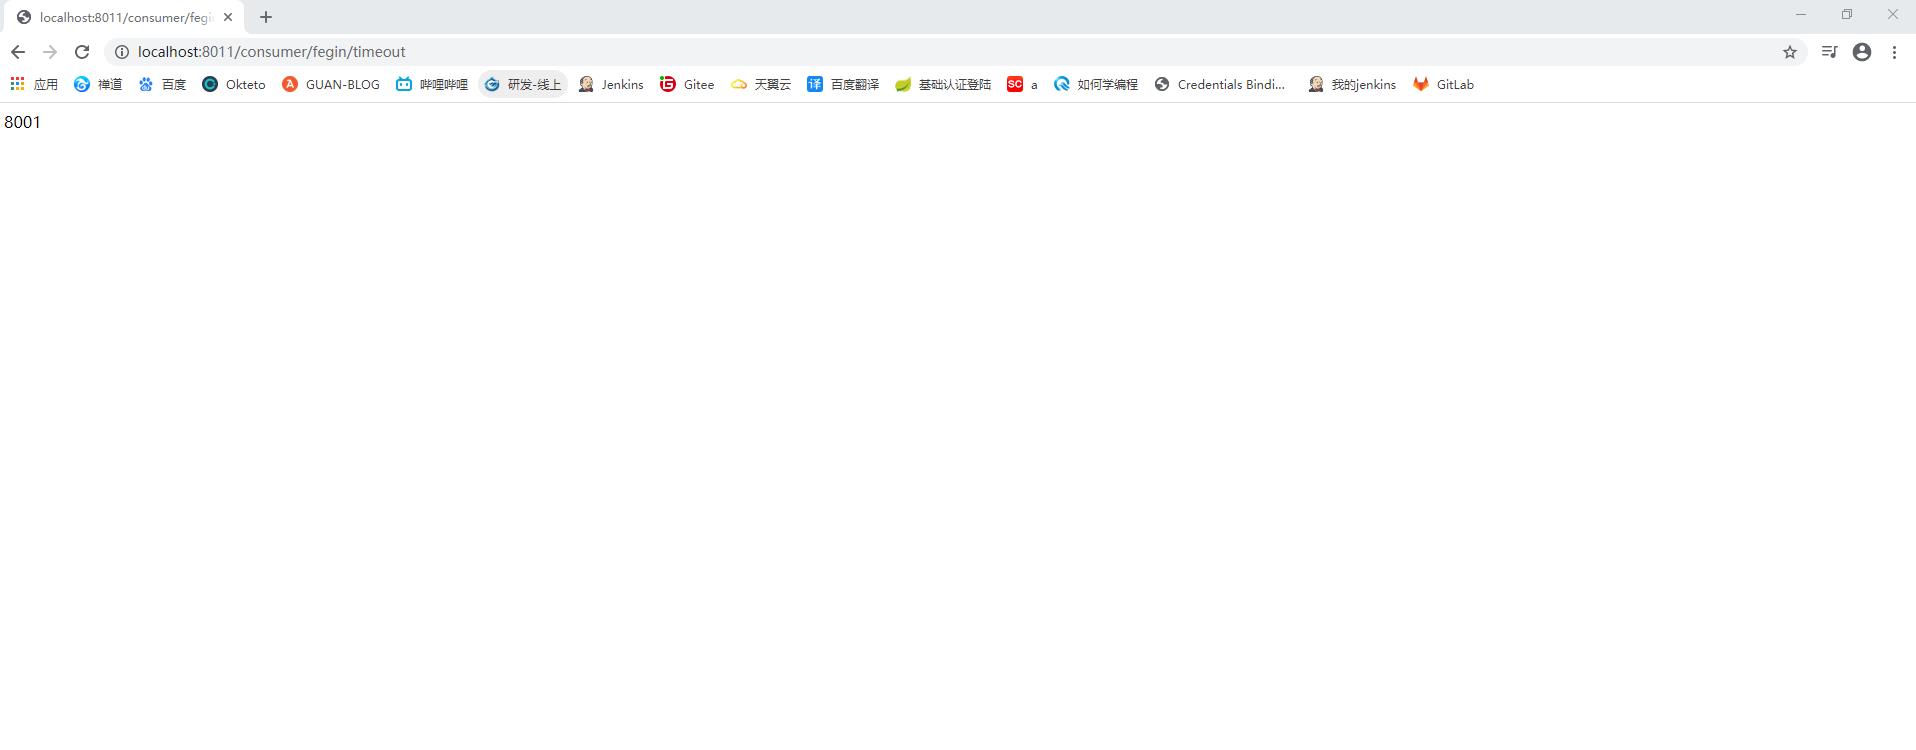 localhost:8011/consumer/fegi
localhost:8011/consumer/fegin/timeout
应用 禅道 百度 Okteto GUAN-BLOG 哔哩哔哩 研发-线上 Jenkins Gitee 天翼云 译 百度翻译 基础认证登陆 SC a 如何学编程 Credentials Bindi... 我的jenkins GitLab
8001